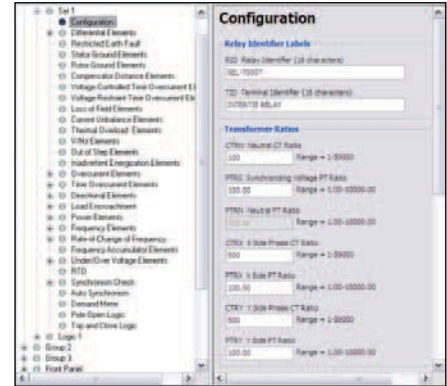 Set 1
Configuration
Differential Elements
Restricted Earth Fault
Stator Ground Elements
Rotor Ground Elements
Compensator Distance Elements
Voltage Controlled Time Overcurrent El
Voltage Restraint Time Overcurrent El
Loss of Field Elements
Current Unbalance Elements
Thermal Overload Elements
V/Hz Elements
Out of Step Elements
Inadvertent Energization Elements
Overcurrent Elements
Time Overcurrent Elements
Directional Elements
Load Encroachment
Power Elements
Frequency Elements
Rate-of-Change of Frequency
Frequency Accumulator Elements
Under/Over Voltage Elements
RTD
Synchronism Check
Auto Synchronism
Demand Meter
Pole Open Logic
Trip and Close Logic
Logic 1
Group 2
Group 3
Front Panel
Configuration
Relay Identifier Labels
RID Relay Identifier (16 characters)
SEL-700GT
TID Terminal Identifier (16 characters)
INTERTIE RELAY
Transformer Ratios
CTRN Neutral CT Ratio
100 Range = 1-50000
PTRS Synchronizing Voltage PT Ratio
100.00 Range = 1.00-10000.00
PTRN Neutral PT Ratio
Range = 1.00-10000.00
CTRX X Side Phase CT Ratio
500 Range = 1-50000
PTRX X Side PT Ratio
100.00 Range = 1.00-10000.00
CTRY Y Side Phase CT Ratio
500 Range = 1-50000
PTRY Y Side PT Ratio
100.00 Range = 1.00-10000.00